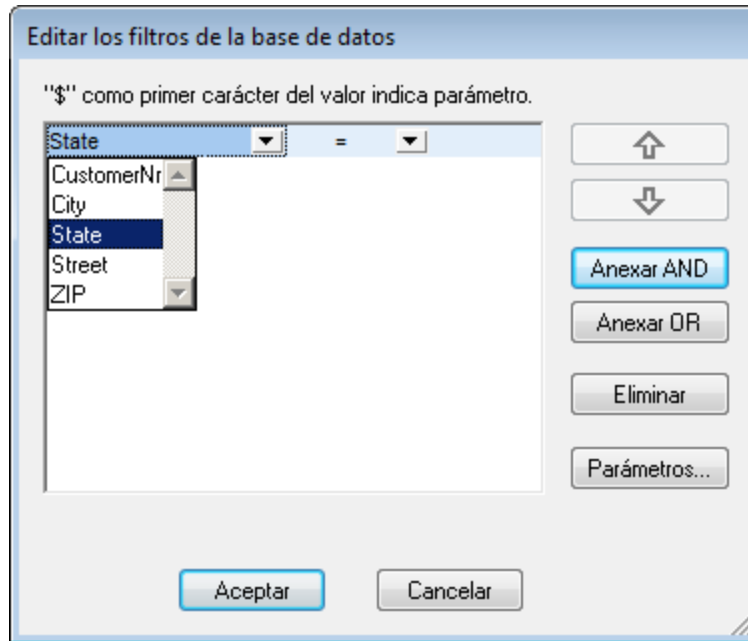 Editar los filtros de la base de datos
"$" como primer carácter del valor indica parámetro.
State =
CustomerNr
City
State
Street
ZIP
Anexar AND
Anexar OR
Eliminar
Parámetros...
Aceptar Cancelar